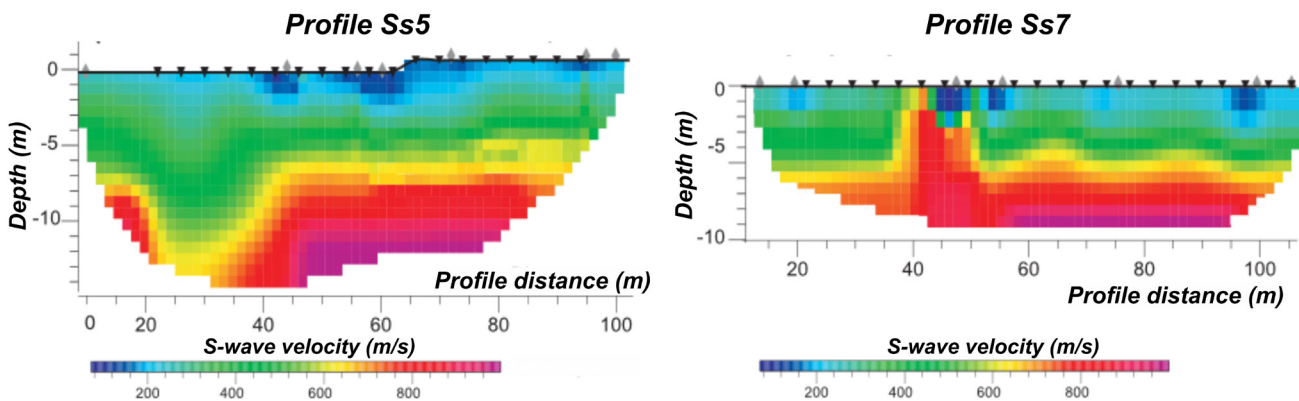 Profile Ss5
Depth (m)
0
-5
-10
Profile distance (m)
0 20 40 60 80 100
S-wave velocity (m/s)
200 400 600 800
Profile Ss7
Depth (m)
0
-5
-10
20 40 60 80 100
Profile distance (m)
S-wave velocity (m/s)
200 400 600 800